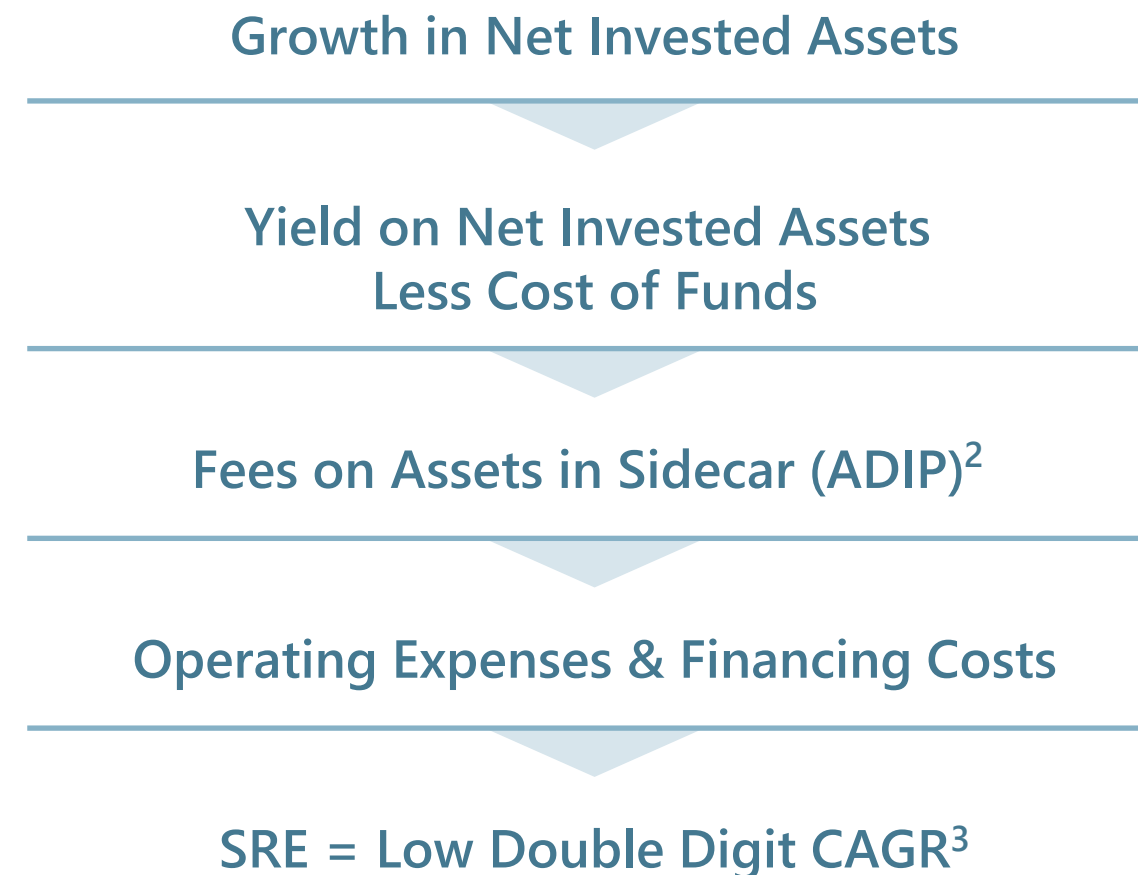 Growth in Net Invested Assets
Yield on Net Invested Assets
Less Cost of Funds
Fees on Assets in Sidecar (ADIP)²
Operating Expenses & Financing Costs
SRE = Low Double Digit CAGR³